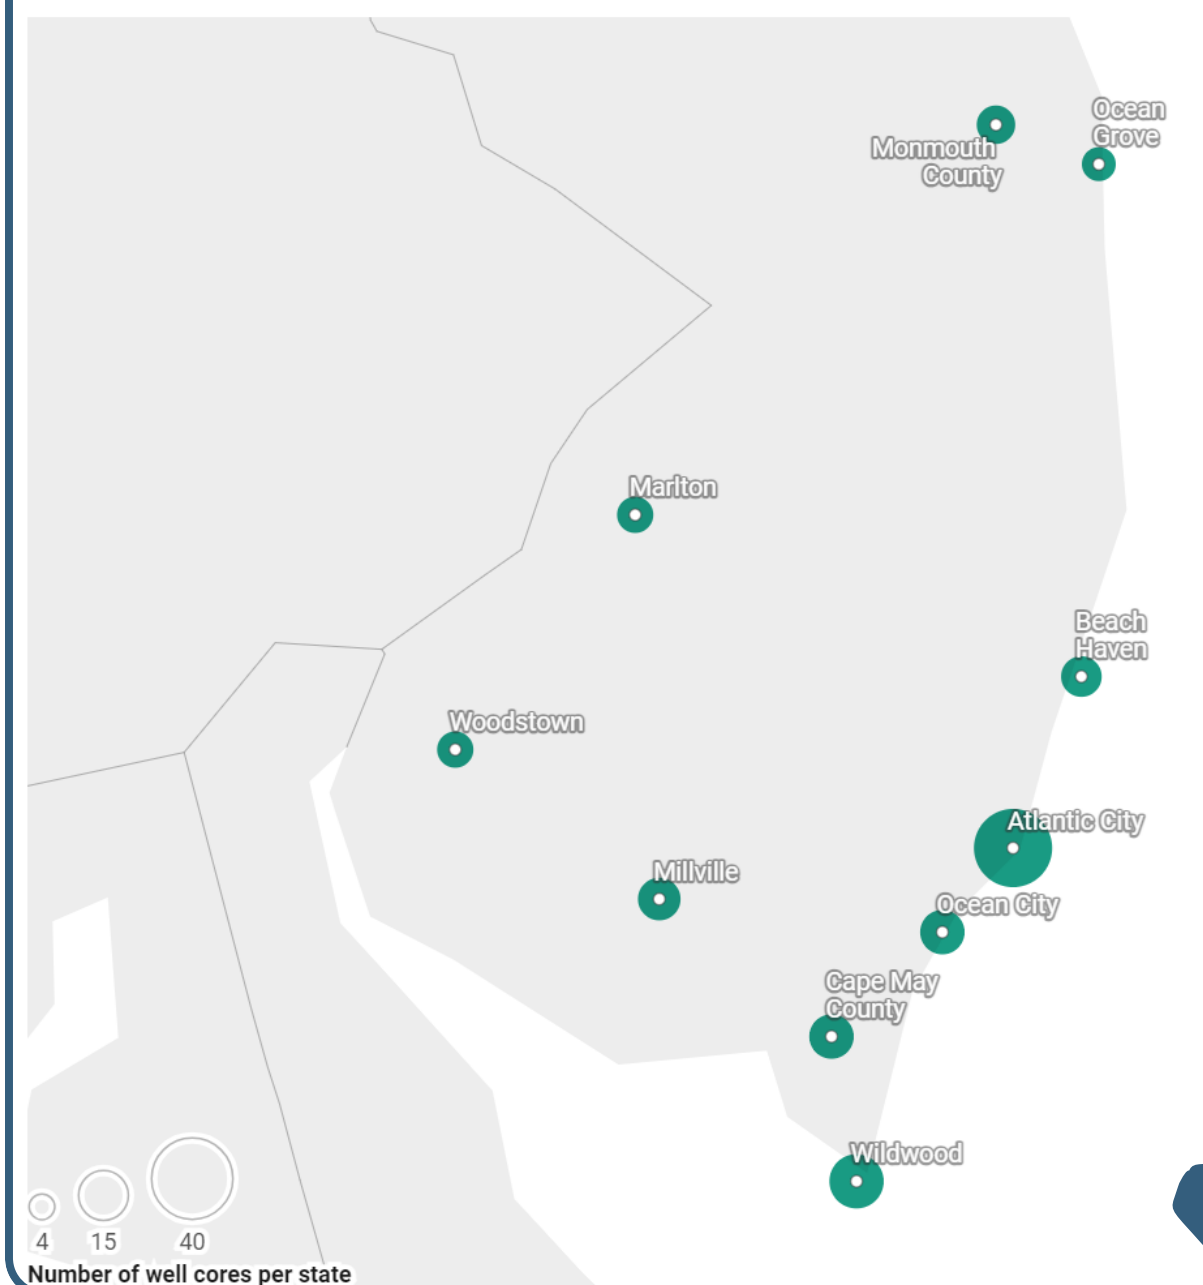 Ocean
Grove
Monmouth
County
Marlton
Beach
Haven
Woodstown
Atlantic City
Millville
Ocean City
Cape May
County
Wildwood
4 15 40
Number of well cores per state